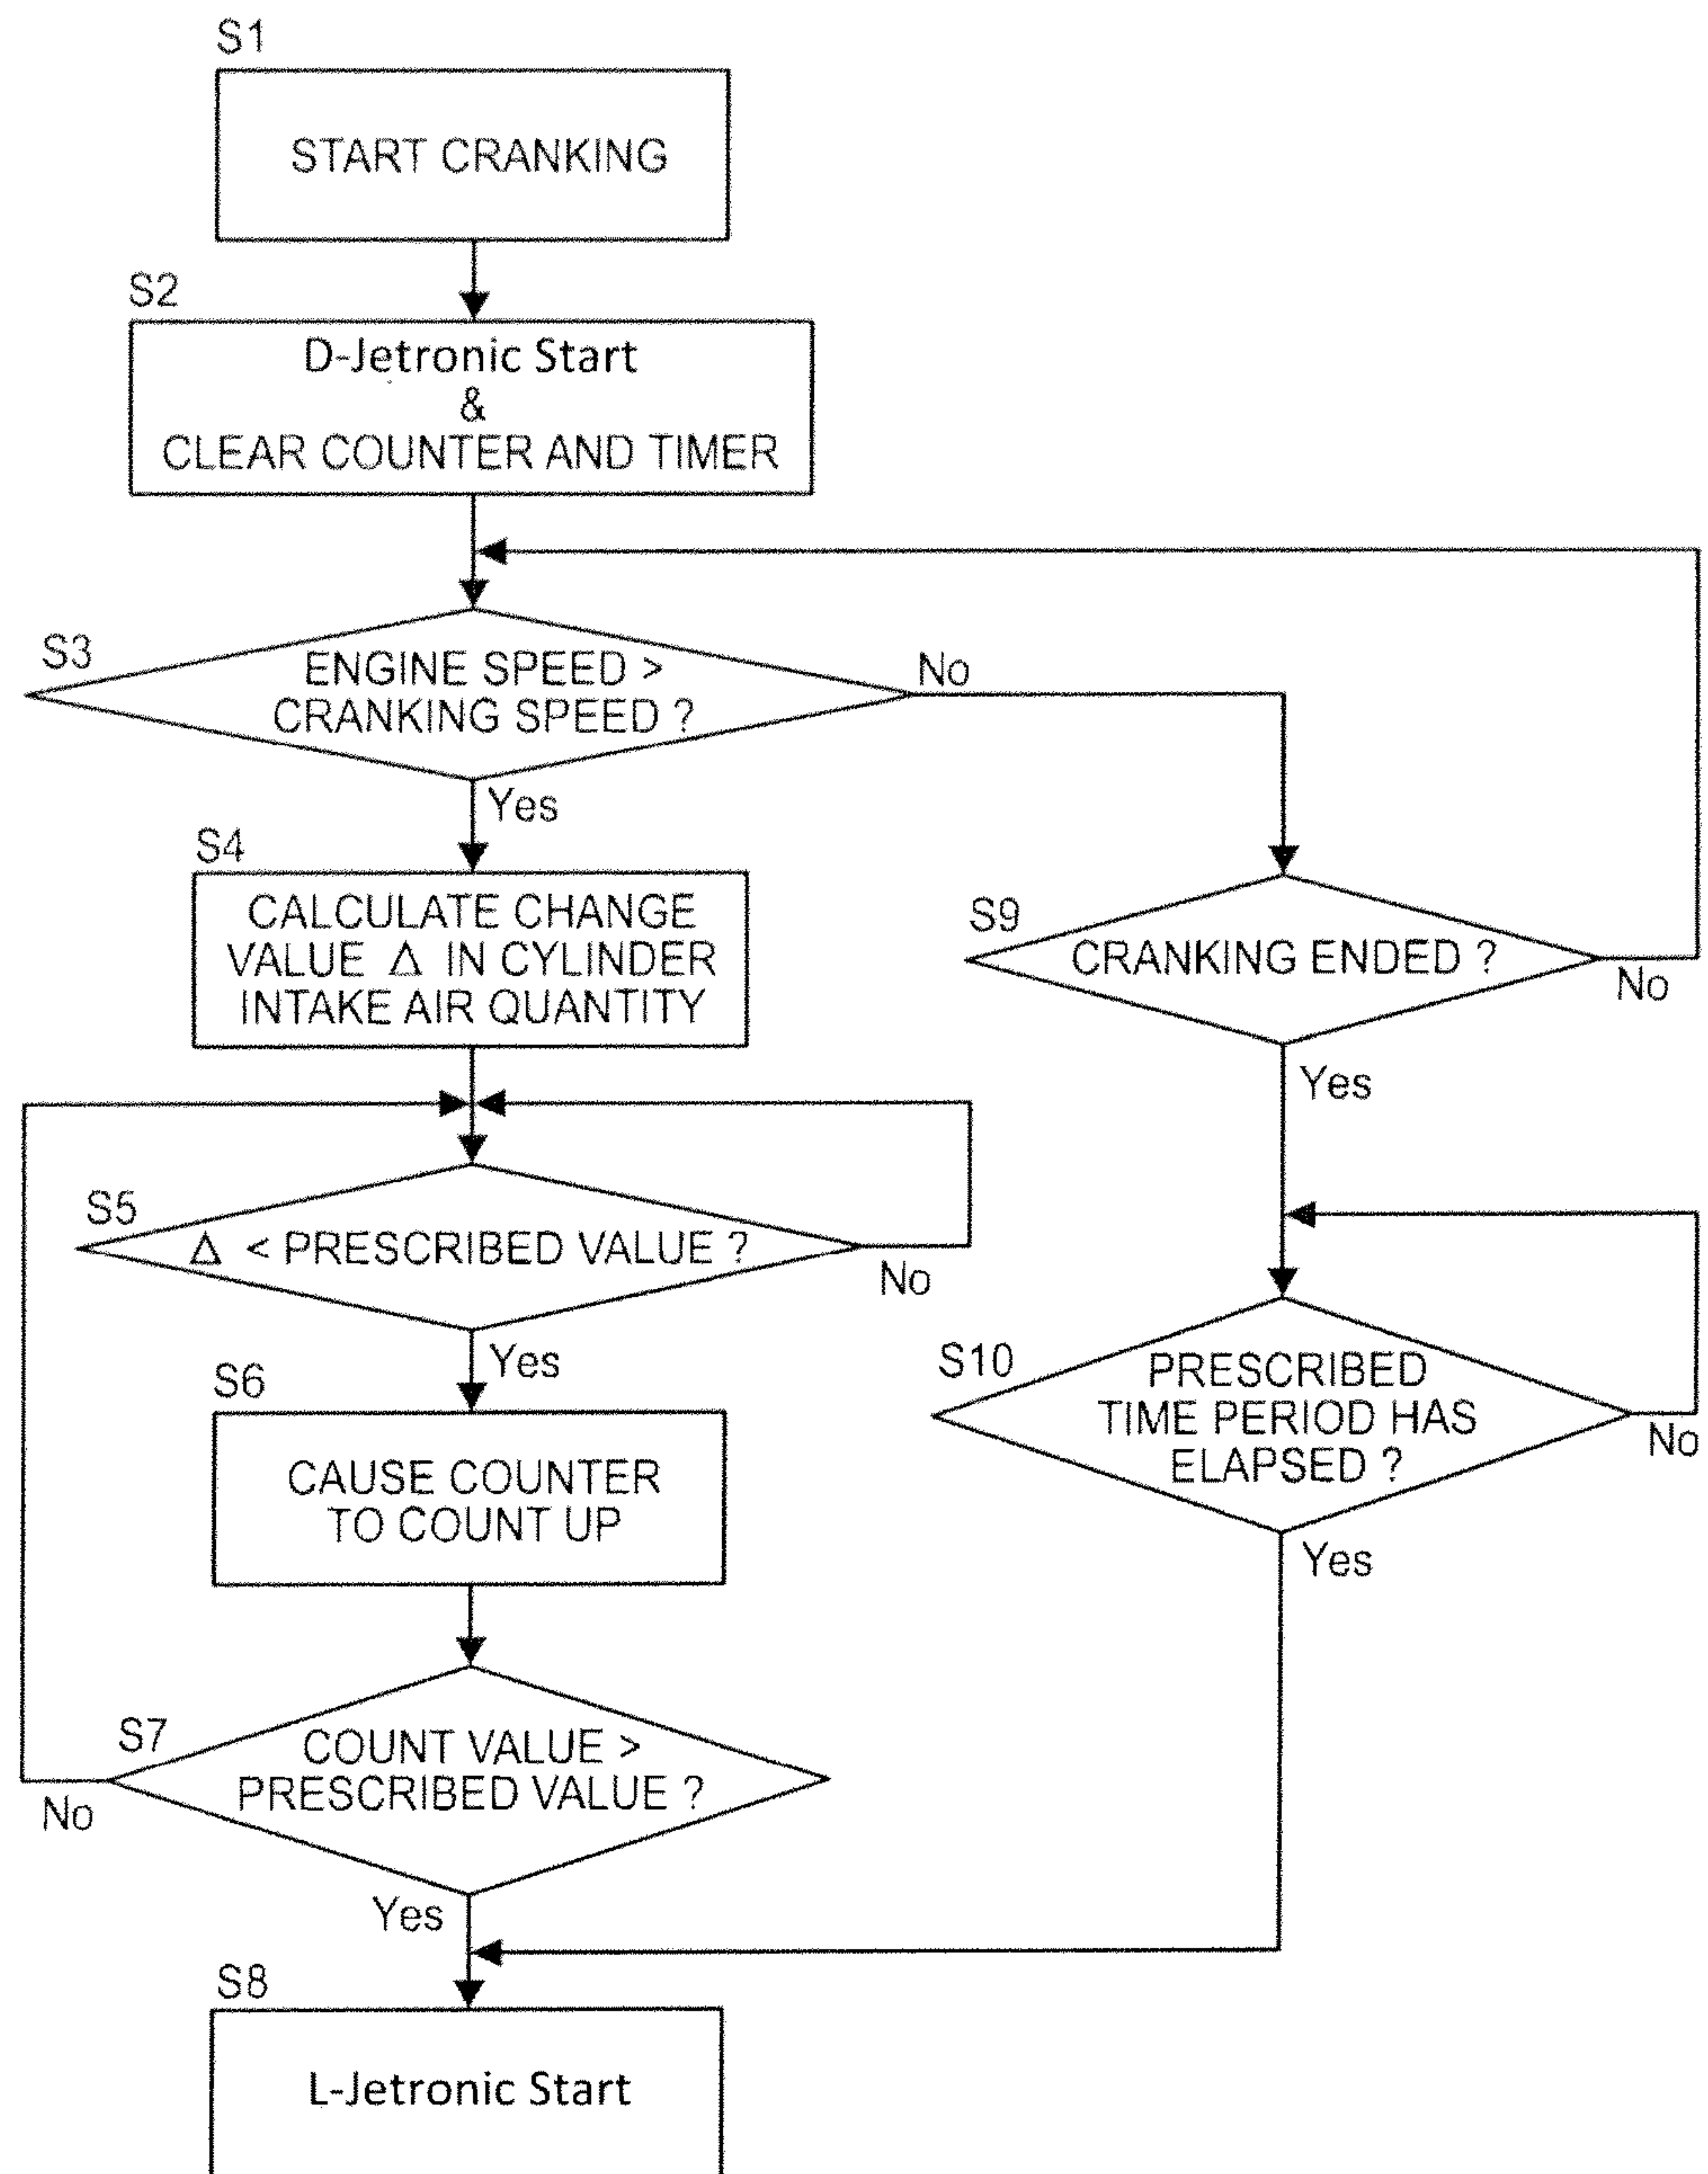 S1
START CRANKING
S2
D-Jetronic Start
&
CLEAR COUNTER AND TIMER
S3
ENGINE SPEED >
CRANKING SPEED ?
No
Yes
S4
CALCULATE CHANGE
VALUE Δ IN CYLINDER
INTAKE AIR QUANTITY
S9
CRANKING ENDED ?
No
Yes
S5
Δ < PRESCRIBED VALUE ?
No
Yes
S10
PRESCRIBED
TIME PERIOD HAS
ELAPSED ?
No
Yes
S6
CAUSE COUNTER
TO COUNT UP
S7
COUNT VALUE >
PRESCRIBED VALUE ?
No
Yes
S8
L-Jetronic Start